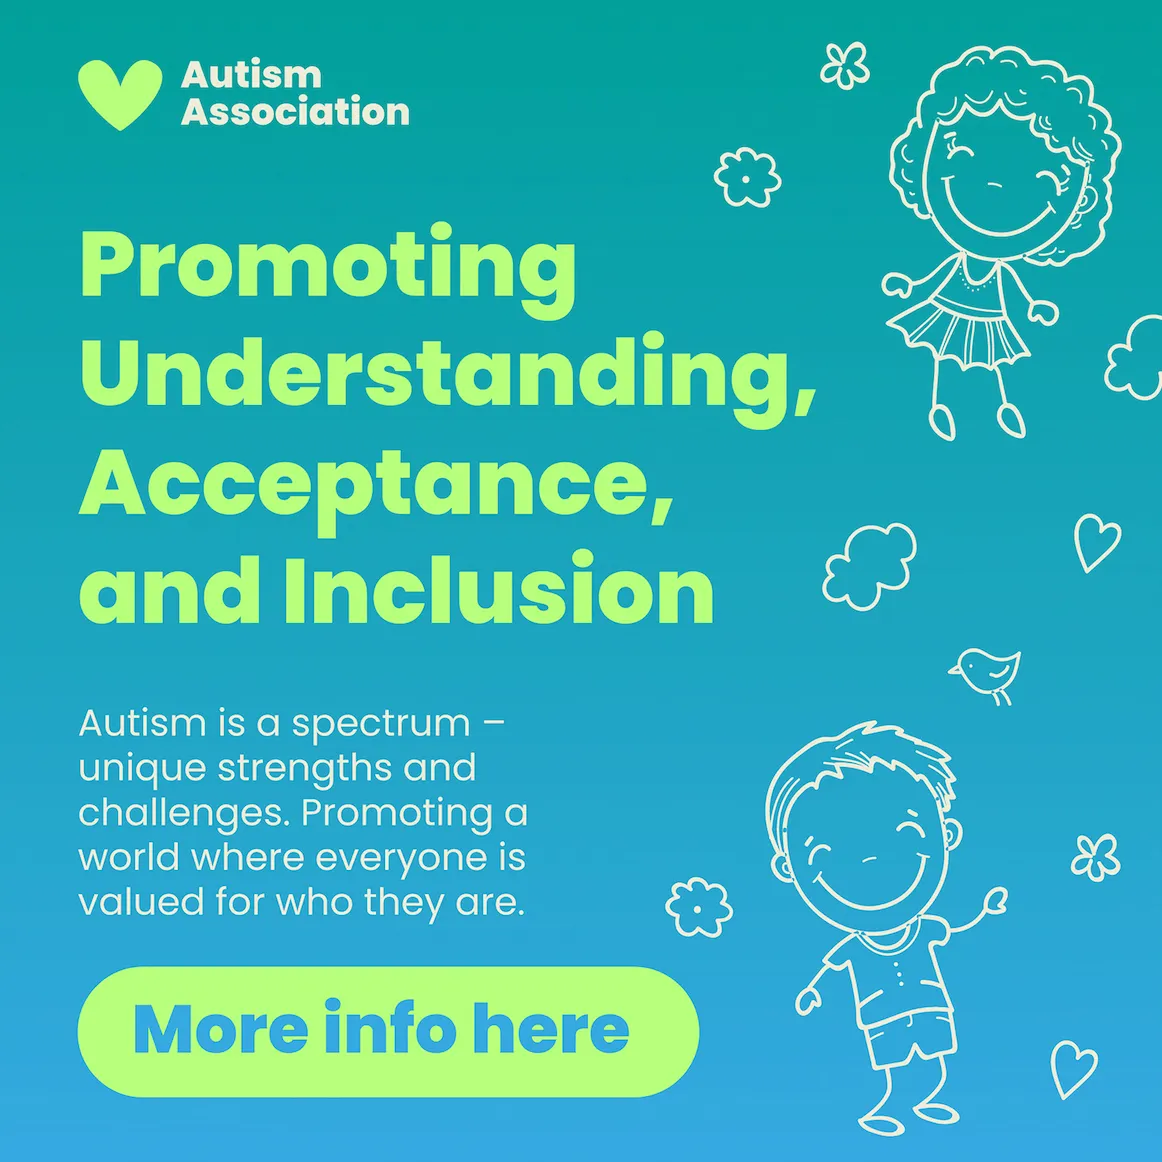 Autism
Association
Promoting
Understanding,
Acceptance,
and Inclusion
Autism is a spectrum –
unique strengths and
challenges. Promoting a
world where everyone is
valued for who they are.
More info here